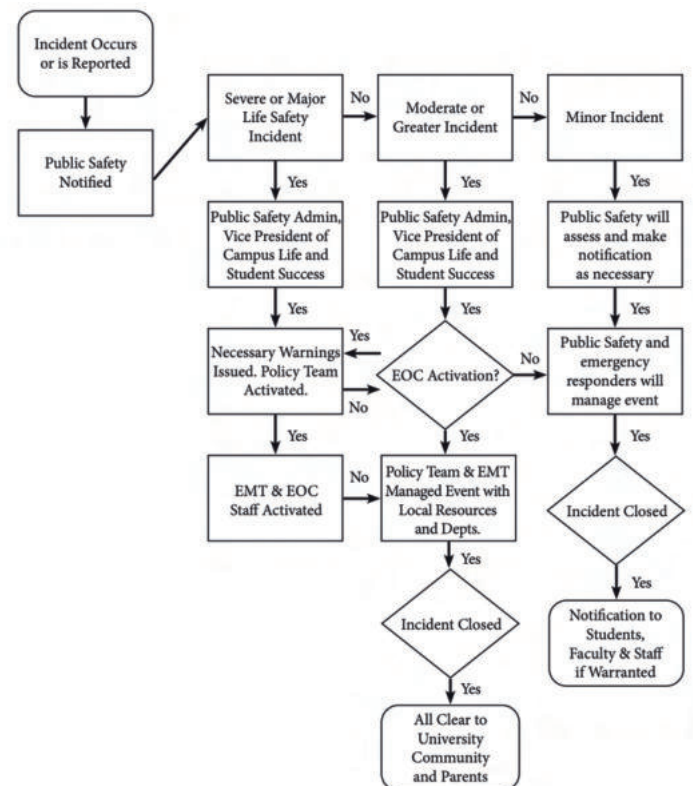 Incident Occurs
or is Reported
Public Safety
Notified
Severe or Major
Life Safety
Incident
No
Moderate or
Greater Incident
No
Minor Incident
Yes
Yes
Yes
Public Safety Admin,
Vice President of
Campus Life and
Student Success
Public Safety Admin,
Vice President of
Campus Life and
Student Success
Public Safety will
assess and make
notification
as necessary
Yes
Yes
Yes
Necessary Warnings
Issued. Policy Team
Activated.
Yes
No
EOC Activation?
No
Public Safety and
emergency
responders will
manage event
Yes
Yes
Yes
EMT & EOC
Staff Activated
No
Policy Team & EMT
Managed Event with
Local Resources
and Depts.
Incident Closed
Yes
Yes
Incident Closed
Notification to
Students,
Faculty & Staff
if Warranted
Yes
All Clear to
University
Community
and Parents